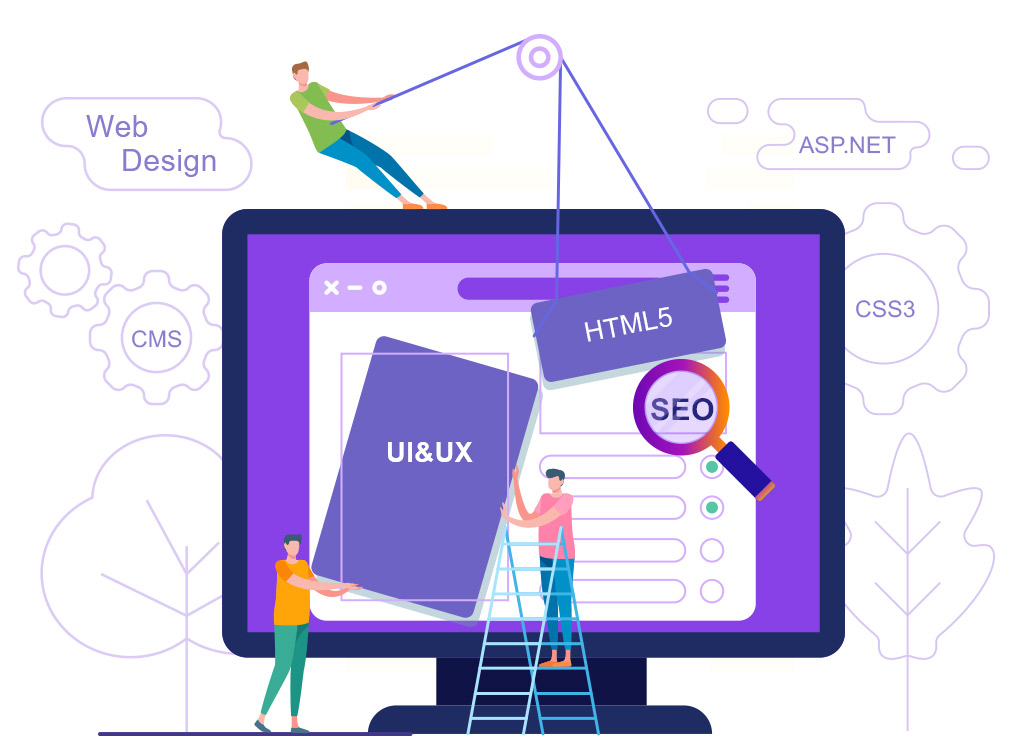 Web
Design
ASP.NET
CMS
CSS3
HTML5
SEO
UI&UX